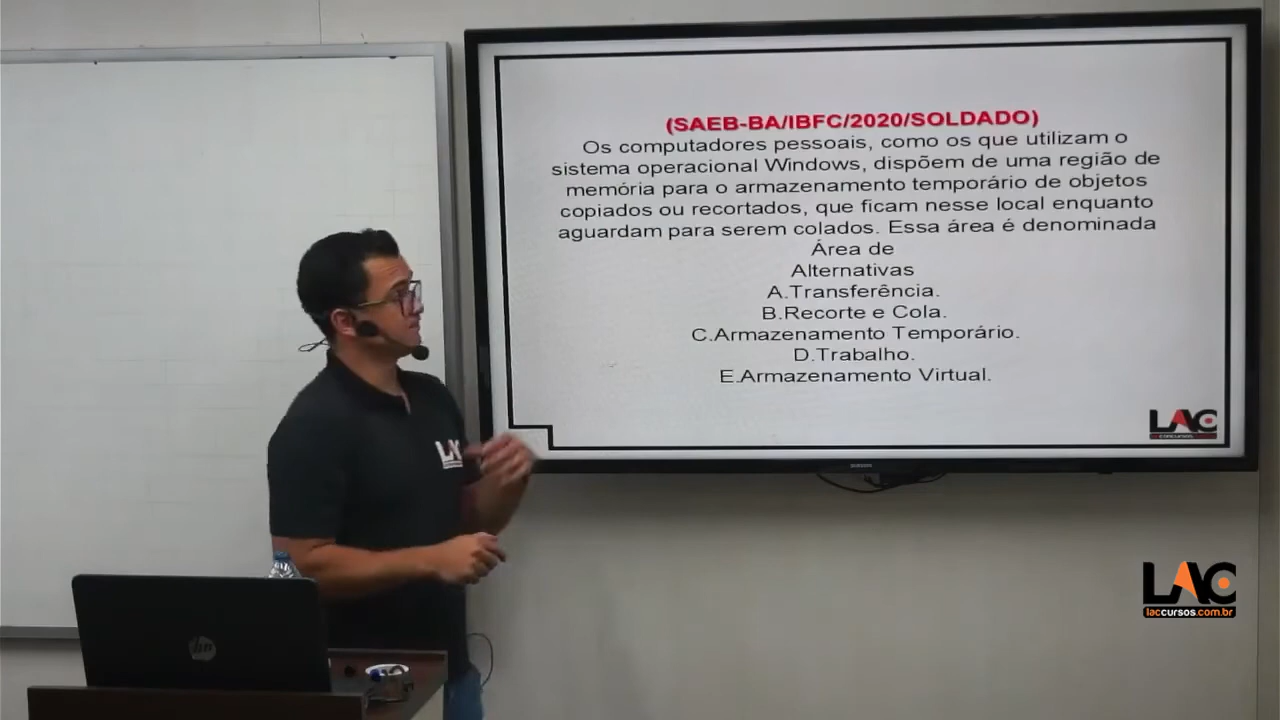 (SAEB-BA/IBFC/2020/SOLDADO)
Os computadores pessoais, como os que utilizam o
sistema operacional Windows, dispõem de uma região de
memória para o armazenamento temporário de objetos
copiados ou recortados, que ficam nesse local enquanto
aguardam para serem colados. Essa área é denominada
Área de
Alternativas
A.Transferência.
B.Recorte e Cola.
C.Armazenamento Temporário.
D.Trabalho.
E.Armazenamento Virtual.
LAC
CONCURSOS
SAMSUNG
LAC
hp
LAC
laccursos.com.br